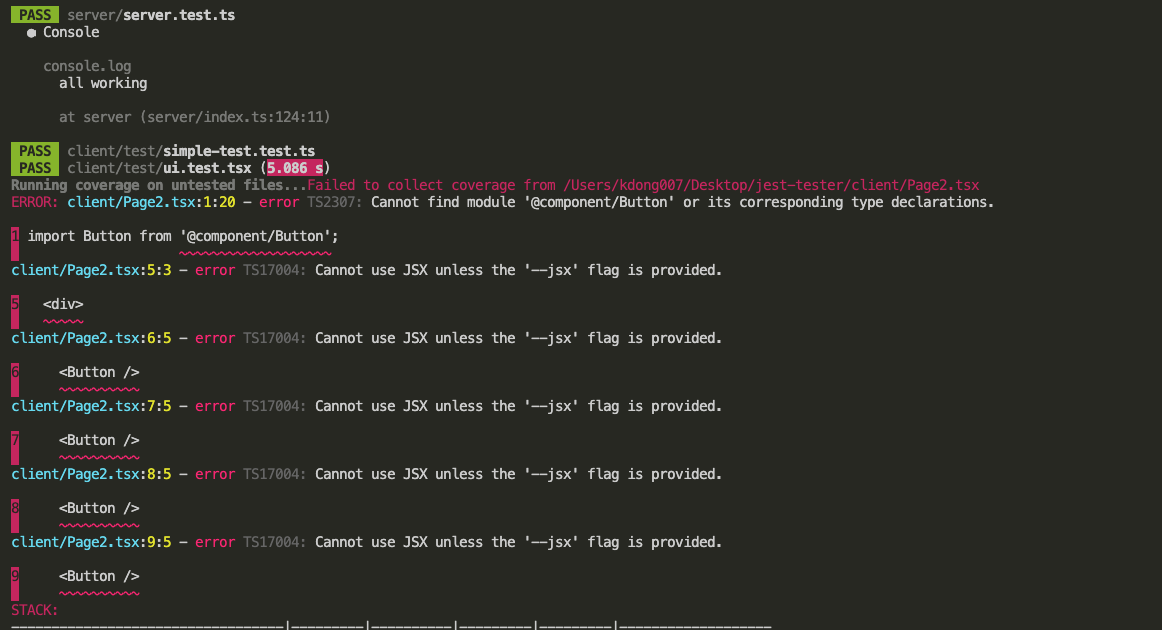 PASS server/server.test.ts
● Console
console.log
all working
at server (server/index.ts:124:11)
PASS client/test/simple-test.test.ts
PASS client/test/ui.test.tsx (5.086 s)
Running coverage on untested files...Failed to collect coverage from /Users/kdong007/Desktop/jest-tester/client/Page2.tsx
ERROR: client/Page2.tsx:1:20 - error TS2307: Cannot find module '@component/Button' or its corresponding type declarations.
1 import Button from '@component/Button';
client/Page2.tsx:5:3 - error TS17004: Cannot use JSX unless the '--jsx' flag is provided.
5 <div>
client/Page2.tsx:6:5 - error TS17004: Cannot use JSX unless the '--jsx' flag is provided.
6 <Button />
client/Page2.tsx:7:5 - error TS17004: Cannot use JSX unless the '--jsx' flag is provided.
7 <Button />
client/Page2.tsx:8:5 - error TS17004: Cannot use JSX unless the '--jsx' flag is provided.
8 <Button />
client/Page2.tsx:9:5 - error TS17004: Cannot use JSX unless the '--jsx' flag is provided.
9 <Button />
STACK: